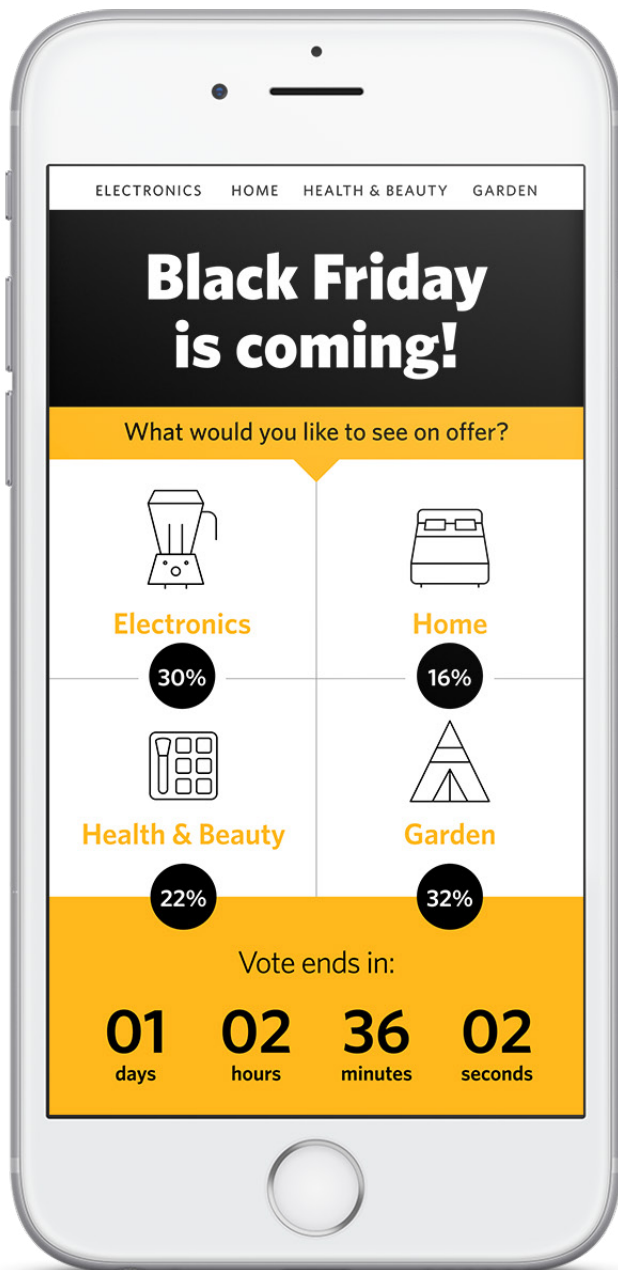 ELECTRONICS HOME HEALTH & BEAUTY GARDEN
Black Friday
is coming!
What would you like to see on offer?
Electronics
30%
Home
16%
Health & Beauty
22%
Garden
32%
Vote ends in:
01 02 36 02
days hours minutes seconds